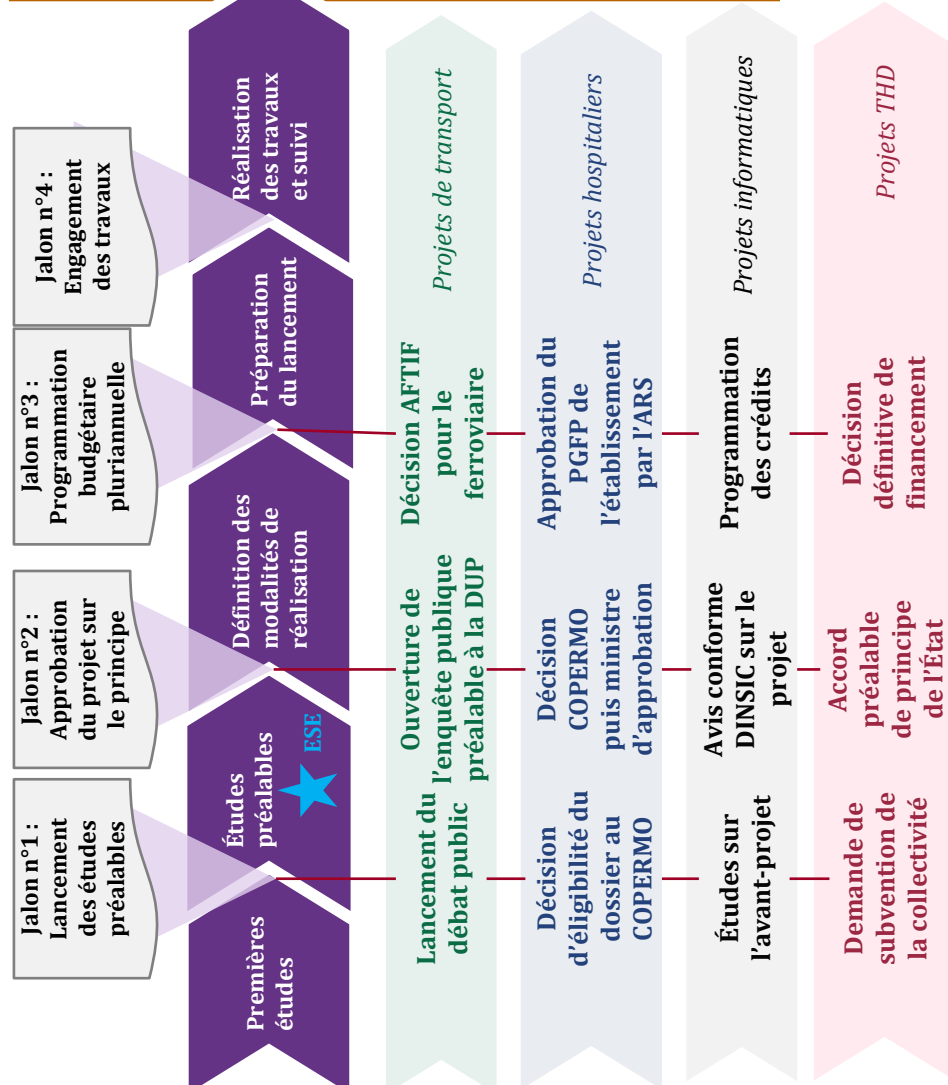 Jalon n°1 :
Lancement
des études
préalables
Jalon n°2 :
Approbation
du projet sur
le principe
Jalon n°3 :
Programmation
budgétaire
pluriannuelle
Jalon n°4 :
Engagement
des travaux
Premières
études
Études
préalables
ESE
Définition des
modalités de
réalisation
Préparation
du lancement
Réalisation
des travaux
et suivi
Lancement du
débat public
Ouverture de
l'enquête publique
préalable à la DUP
Décision AFTIF
pour le
ferroviaire
Projets de transport
Décision
d'éligibilité du
dossier au
COPERMO
Décision
COPERMO
puis ministre
d'approbation
Approbation du
PGFP de
l'établissement
par l'ARS
Projets hospitaliers
Études sur
l'avant-projet
Avis conforme
DINSIC sur le
projet
Programmation
des crédits
Projets informatiques
Demande de
subvention de
la collectivité
Accord
préalable
de principe
de l'État
Décision
définitive de
financement
Projets THD